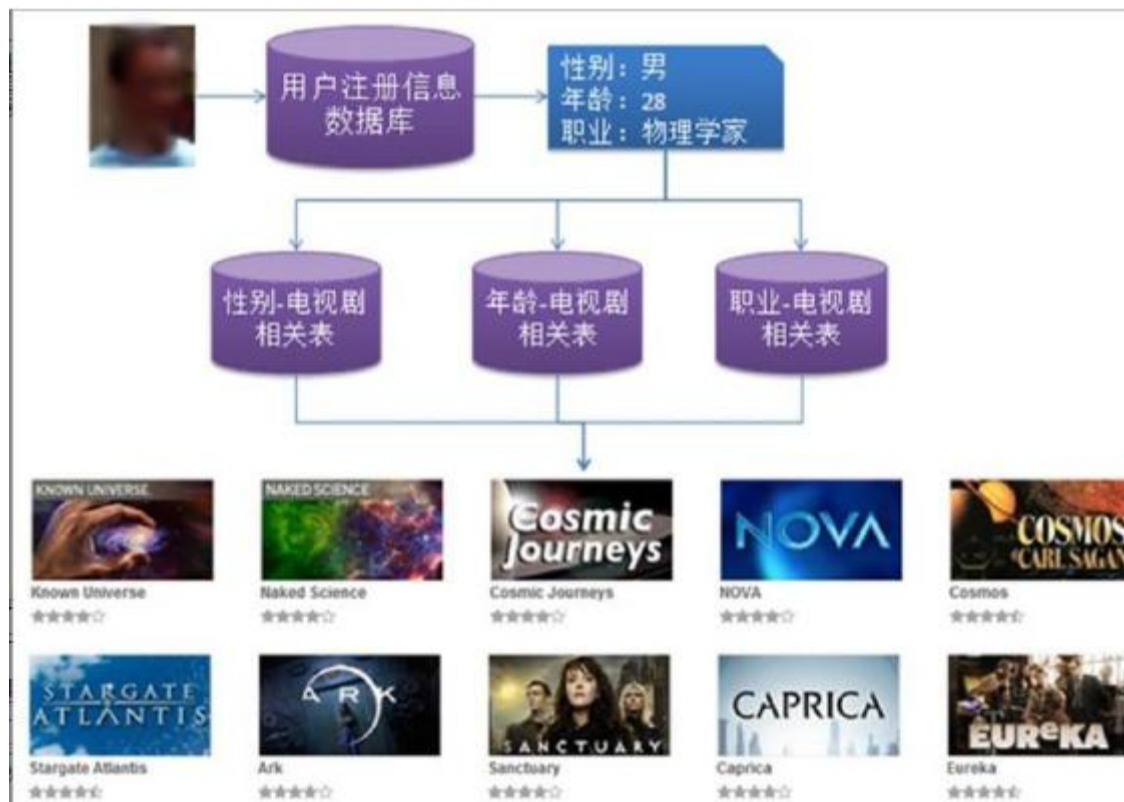 用户注册信息
数据库
性别：男
年龄：28
职业：物理学家
性别-电视剧
相关表
年龄-电视剧
相关表
职业-电视剧
相关表
KNOWN UNIVERSE
NAKED SCIENCE
Cosmic
Journeys
NOVA
COSMOS
CARL SAGAN
Known Universe
Naked Science
Cosmic Journeys
NOVA
Cosmos
STARGATE
ATLANTIS
ARK
SANCTUARY
CAPRICA
EUReKA
Stargate Atlantis
Ark
Sanctuary
Caprica
Eureka